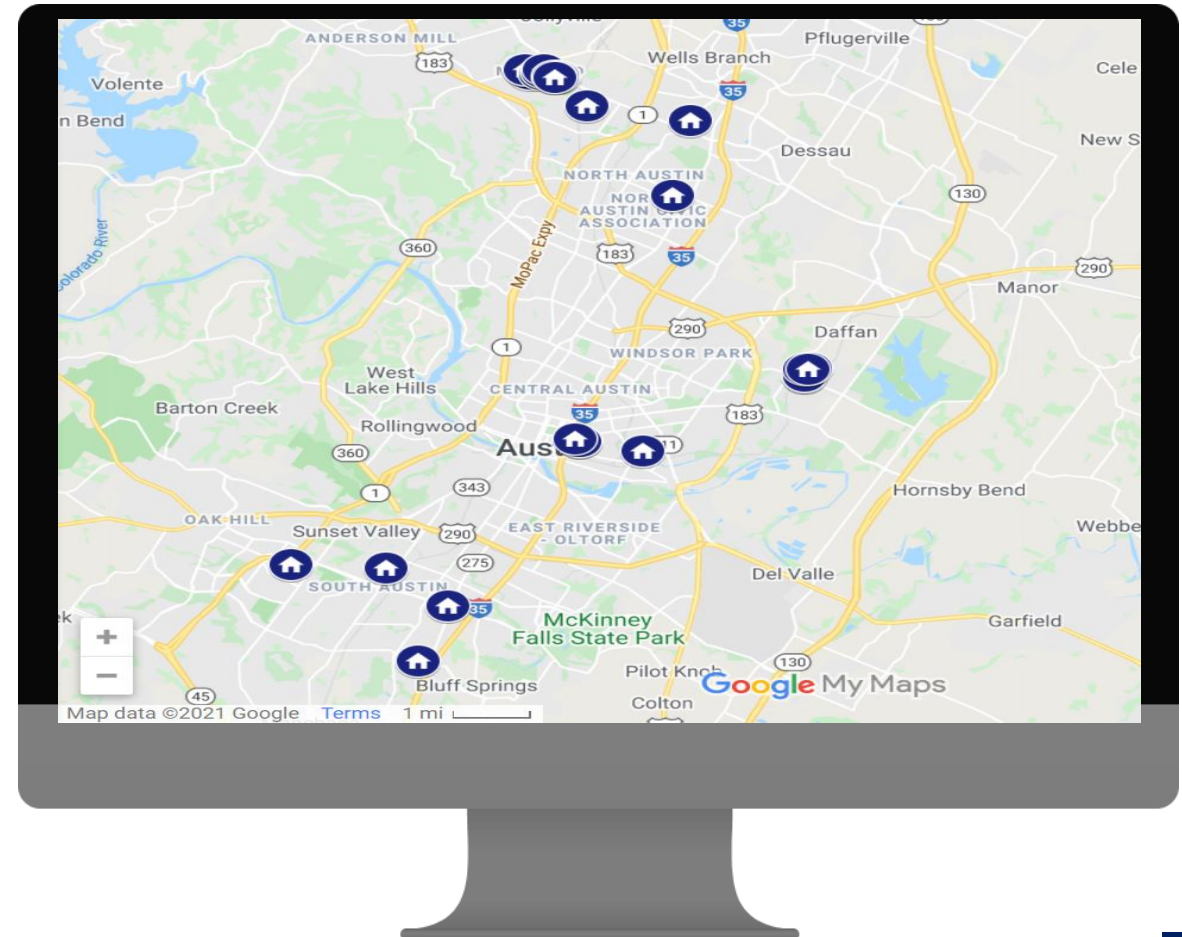 35
ANDERSON MILL
Pflugerville
183
Wells Branch
Volente
35
Cele
n Bend
1
New S
Dessau
NORTH AUSTIN
130
NOR
AUSTIN CIVIC
ASSOCIATION
Colorado River
360
MoPac Expy
183
35
290
Manor
290
Daffan
1
WINDSOR PARK
West
Lake Hills
CENTRAL AUSTIN
Barton Creek
35
183
Rollingwood
Aus
11
360
343
1
Hornsby Bend
OAK HILL
Sunset Valley
290
EAST RIVERSIDE
- OLTORF
Webbe
275
Del Valle
SOUTH AUSTIN
35
ek
McKinney
Falls State Park
Garfield
+
−
Pilot Knob
130
Bluff Springs
Google My Maps
45
Colton
Map data ©2021 Google Terms 1 mi